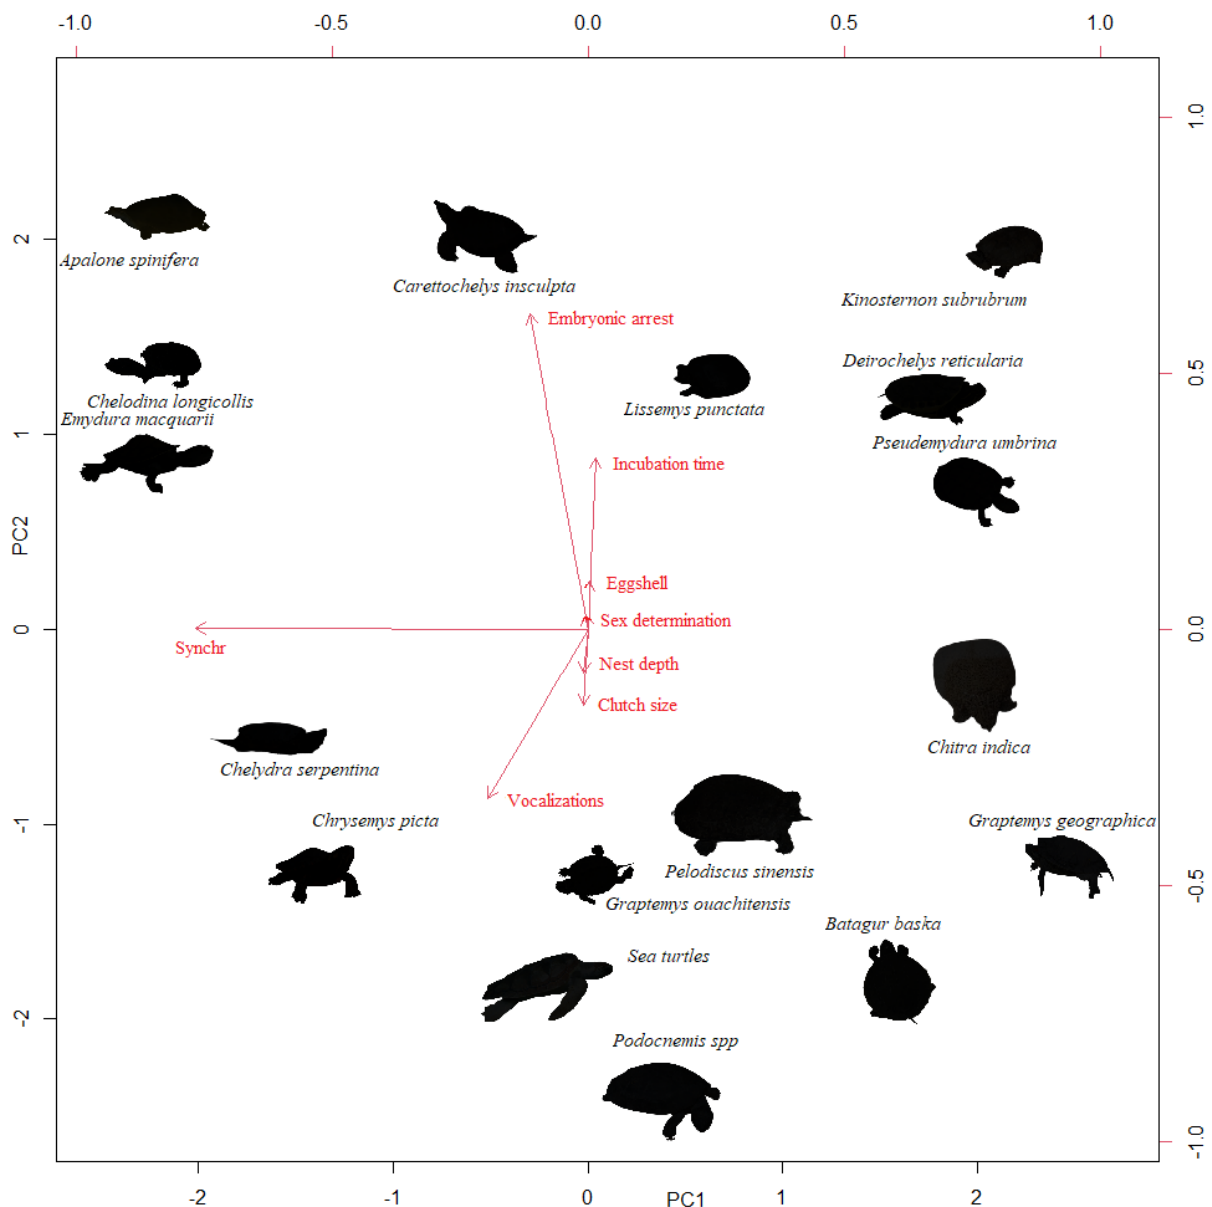 -1.0 -0.5 0.0 0.5 1.0
1.0
2
Apalone spinifera
Carettochelys insculpta
Kinosternon subrubrum
Embryonic arrest
Deirochelys reticularia
0.5
Chelodina longicollis
Lissemys punctata
Emydura macquarii
1
Pseudemydura umbrina
Incubation time
PC2
Eggshell
Sex determination
0
0.0
Synchr
Nest depth
Clutch size
Chitra indica
Chelydra serpentina
Vocalizations
-1
Chrysemys picta
Graptemys geographica
Pelodiscus sinensis
-0.5
Graptemys ouachitensis
Batagur baska
Sea turtles
-2
Podocnemis spp
-1.0
-2 -1 0 1 2
PC1